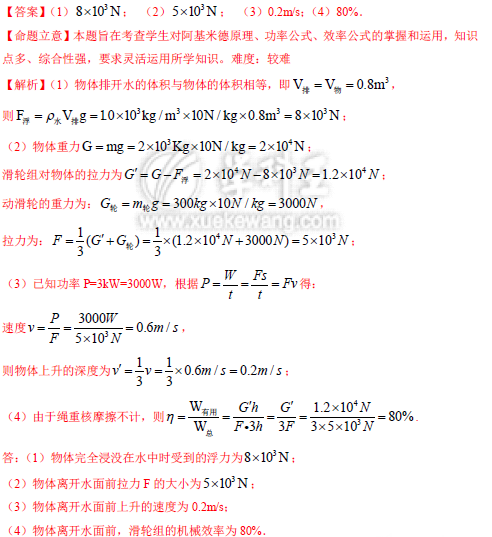 【答案】(1) 8×10³N; (2) 5×10³N; (3) 0.2m/s; (4) 80%.
【命题立意】本题旨在考查学生对阿基米德原理、功率公式、效率公式的掌握和运用，知识
点多、综合性强，要求灵活运用所学知识。难度：较难
【解析】(1) 物体排开水的体积与物体的体积相等，即 V排=V物=0.8m³，
则 F浮=ρ水V排g=1.0×10³kg/m³×10N/kg×0.8m³=8×10³N；
(2) 物体重力 G=mg=2×10³Kg×10N/kg=2×10⁴N；
滑轮组对物体的拉力为 G′=G−F浮=2×10⁴N−8×10³N=1.2×10⁴N；
动滑轮的重力为： G轮=m轮g=300kg×10N/kg=3000N，
拉力为： F=1/3(G′+G轮)=1/3×(1.2×10⁴N+3000N)=5×10³N；
(3) 已知功率 P=3kW=3000W，根据 P=W/t=Fs/t=Fv 得：
速度 v=P/F=3000W/5×10³N=0.6m/s，
则物体上升的深度为 v′=1/3v=1/3×0.6m/s=0.2m/s；
(4) 由于绳重核摩擦不计，则 η=W有用/W总=G′h/F•3h=G′/3F=1.2×10⁴N/3×5×10³N=80%.
答：(1) 物体完全浸没在水中时受到的浮力为 8×10³N；
(2) 物体离开水面前拉力 F 的大小为 5×10³N；
(3) 物体离开水面前上升的速度为 0.2m/s；
(4) 物体离开水面前，滑轮组的机械效率为 80%.
学科王
www.xuekewang.com